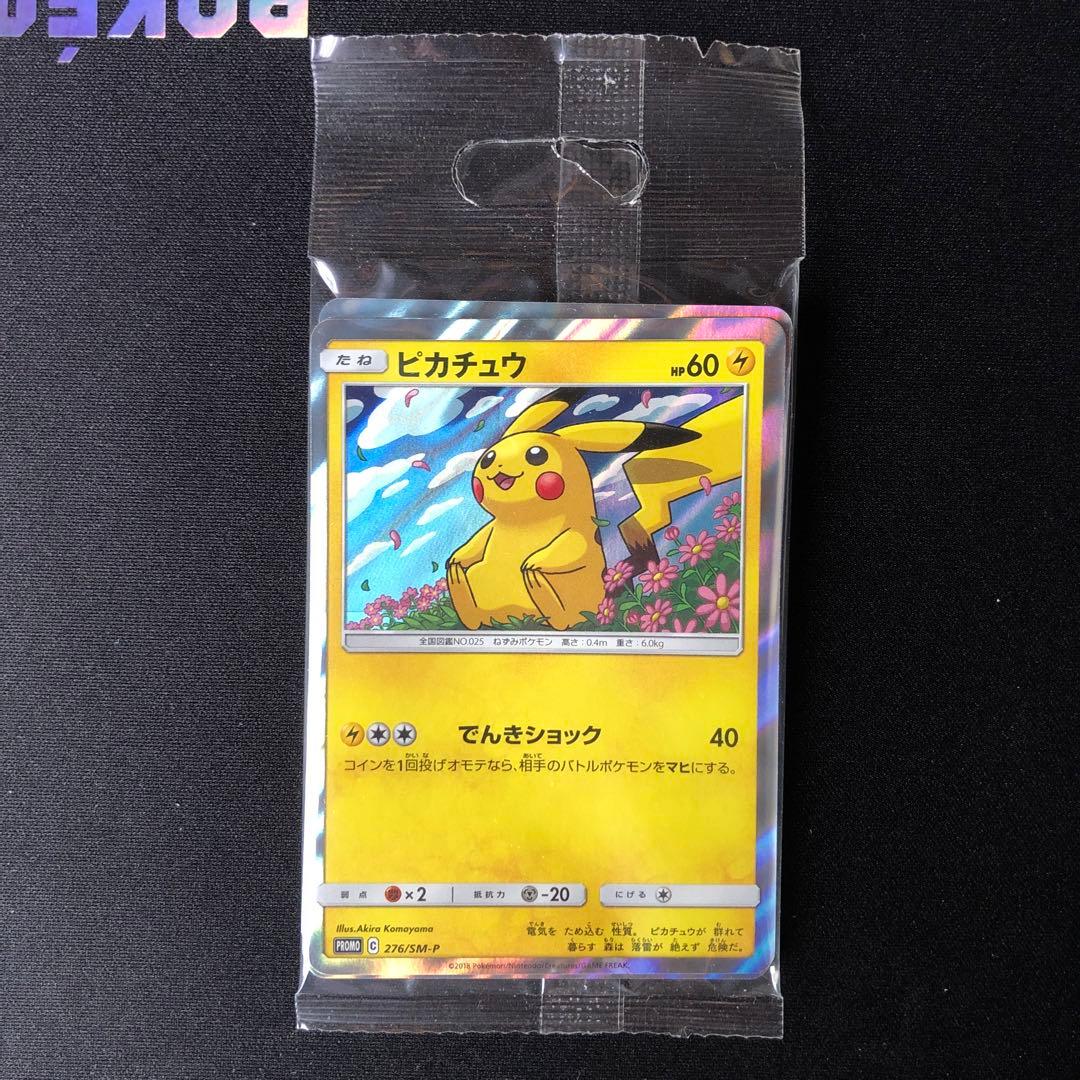 POKÉ
たね ピカチュウ HP 60
全国図鑑NO.025 ねずみポケモン 高さ：0.4m 重さ：6.0kg
でんきショック 40
コインを1回投げオモテなら、相手のバトルポケモンをマヒにする。
弱点 ×2 抵抗力 -20 にげる
Illus.Akira Komayama
電気を ため込む 性質。 ピカチュウが 群れて
PROMO C 276/SM-P
暮らす 森は 落雷が 絶えず 危険だ。
©2018 Pokémon/Nintendo/Creatures/GAME FREAK.